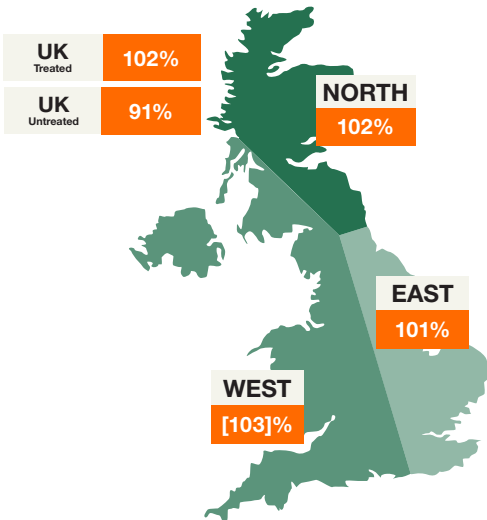 UK
Treated
102%
UK
Untreated
91%
NORTH
102%
EAST
101%
WEST
[103]%